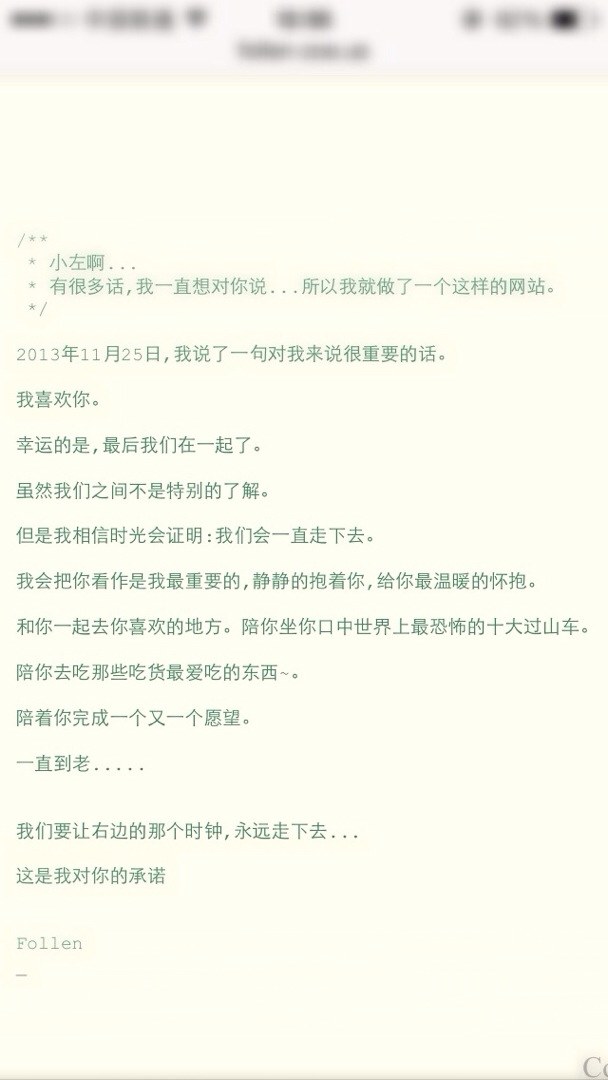 /**
* 小左啊...
* 有很多话,我一直想对你说...所以我就做了一个这样的网站。
*/
2013年11月25日,我说了一句对我来说很重要的话。
我喜欢你。
幸运的是,最后我们在一起了。
虽然我们之间不是特别的了解。
但是我相信时光会证明:我们会一直走下去。
我会把你看作是我最重要的,静静的抱着你,给你最温暖的怀抱。
和你一起去你喜欢的地方。陪你坐你口中世界上最恐怖的十大过山车。
陪你去吃那些吃货最爱吃的东西~。
陪着你完成一个又一个愿望。
一直到老.....
我们要让右边的那个时钟,永远走下去...
这是我对你的承诺
Follen
_